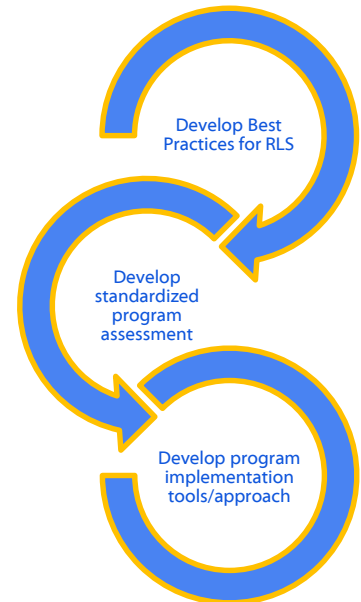 Develop Best
Practices for RLS
Develop
standardized
program
assessment
Develop program
implementation
tools/approach